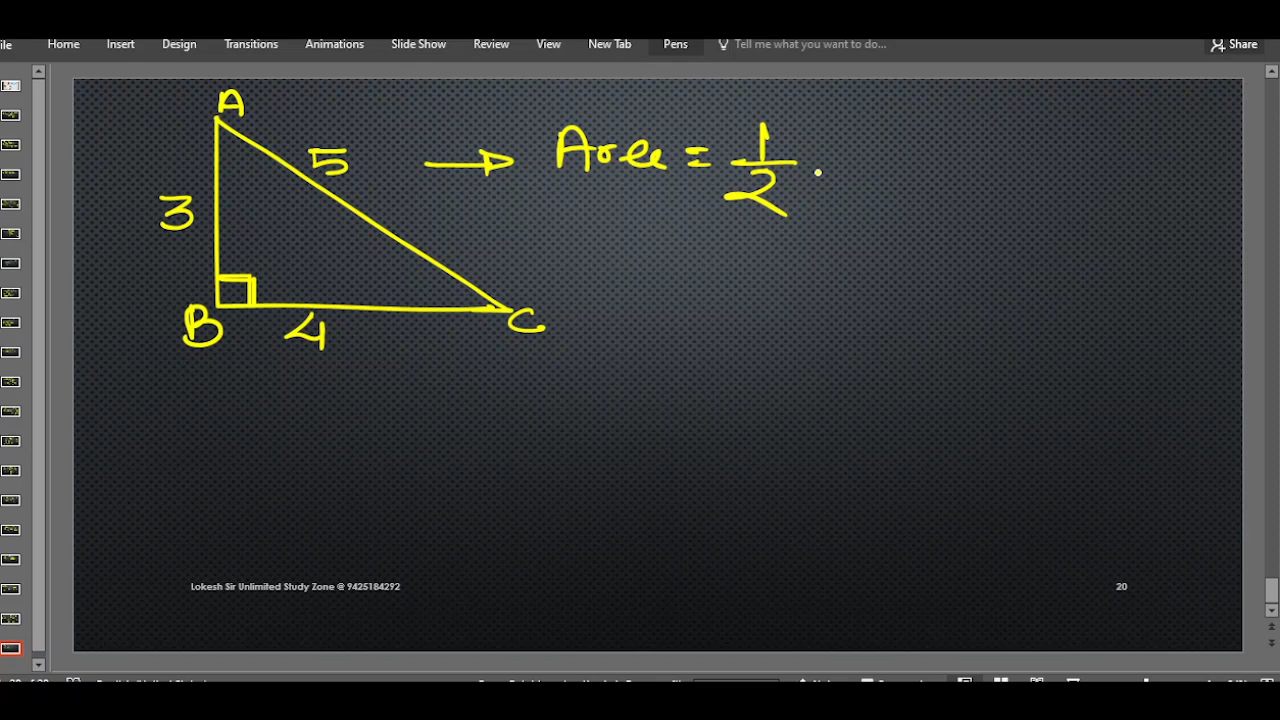 ile Home Insert Design Transitions Animations Slide Show Review View New Tab Pens Tell me what you want to do... Share
A
5 → Area = 1/2 .
3
B 4 C
Lokesh Sir Unlimited Study Zone @ 9425184292 20